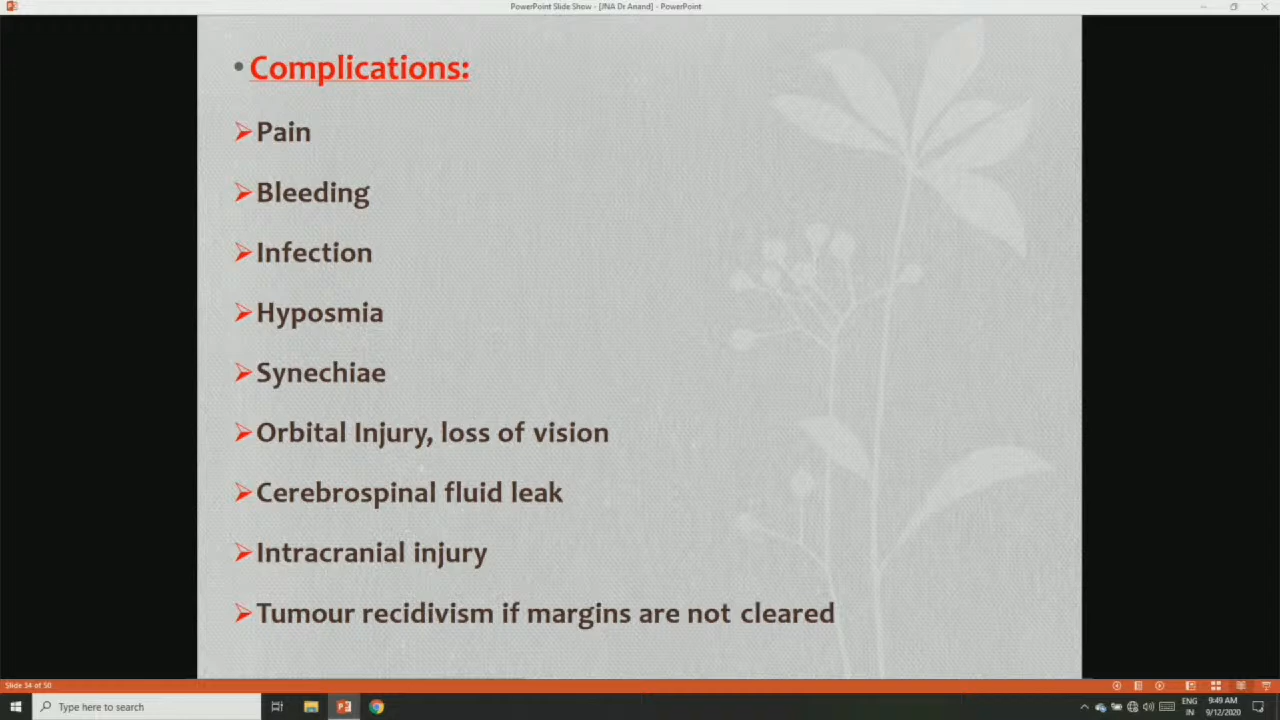 PowerPoint Slide Show - [JNA Dr Anand] - PowerPoint
Complications:
Pain
Bleeding
Infection
Hyposmia
Synechiae
Orbital Injury, loss of vision
Cerebrospinal fluid leak
Intracranial injury
Tumour recidivism if margins are not cleared
Slide 34 of 50
Type here to search
ENG
IN
9:49 AM
9/12/2020